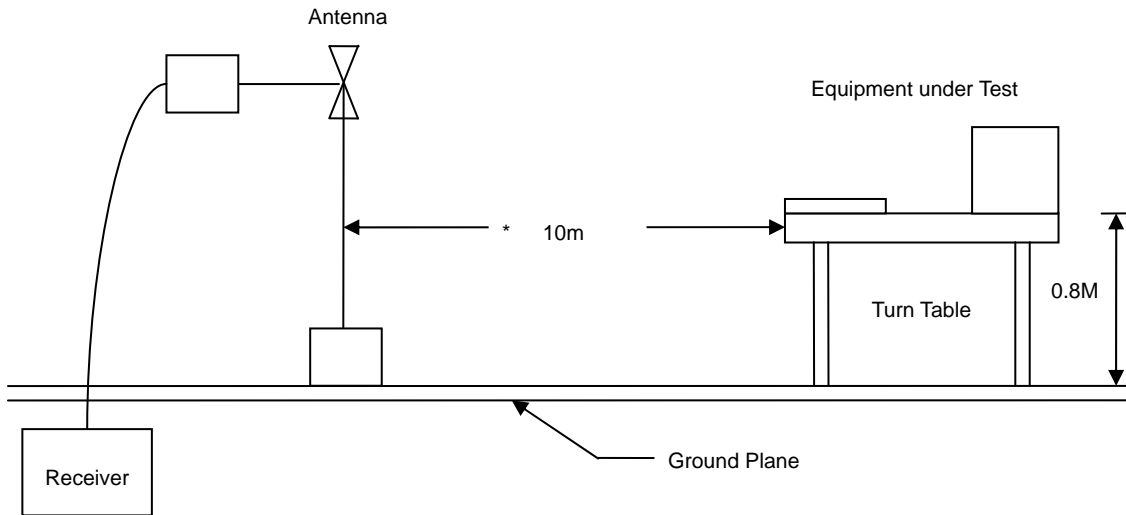 Antenna
Equipment under Test
* 10m
0.8M
Turn Table
Ground Plane
Receiver